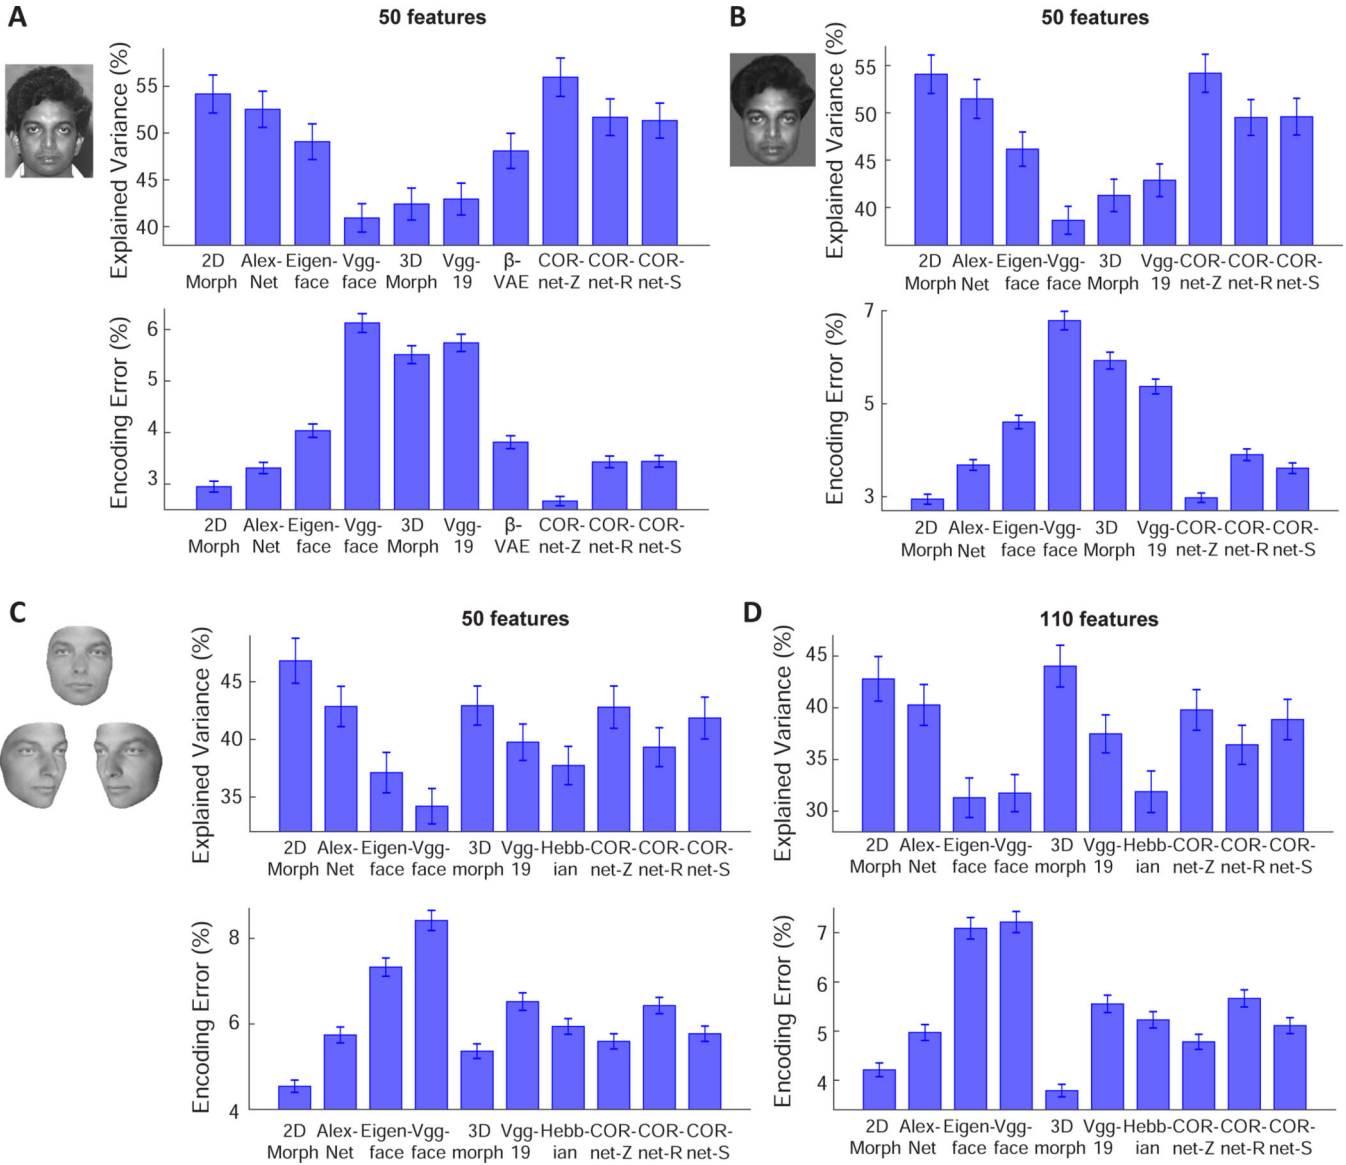 A
50 features
Explained Variance (%)
55
50
45
40
2D Alex- Eigen- Vgg- 3D Vgg- β- COR- COR- COR-
Morph Net face face Morph 19 VAE net-Z net-R net-S
Encoding Error (%)
6
5
4
3
2D Alex- Eigen- Vgg- 3D Vgg- β- COR- COR- COR-
Morph Net face face Morph 19 VAE net-Z net-R net-S
B
50 features
Explained Variance (%)
55
50
45
40
2D Alex- Eigen- Vgg- 3D Vgg- COR- COR- COR-
Morph Net face face Morph 19 net-Z net-R net-S
Encoding Error (%)
7
5
3
2D Alex- Eigen- Vgg- 3D Vgg- COR- COR- COR-
Morph Net face face Morph 19 net-Z net-R net-S
C
50 features
Explained Variance (%)
45
40
35
2D Alex- Eigen- Vgg- 3D Vgg- Hebb- COR- COR- COR-
Morph Net face face morph 19 ian net-Z net-R net-S
Encoding Error (%)
8
6
4
2D Alex- Eigen- Vgg- 3D Vgg- Hebb- COR- COR- COR-
Morph Net face face morph 19 ian net-Z net-R net-S
D
110 features
Explained Variance (%)
45
40
35
30
2D Alex- Eigen- Vgg- 3D Vgg- Hebb- COR- COR- COR-
Morph Net face face morph 19 ian net-Z net-R net-S
Encoding Error (%)
7
6
5
4
2D Alex- Eigen- Vgg- 3D Vgg- Hebb- COR- COR- COR-
Morph Net face face morph 19 ian net-Z net-R net-S